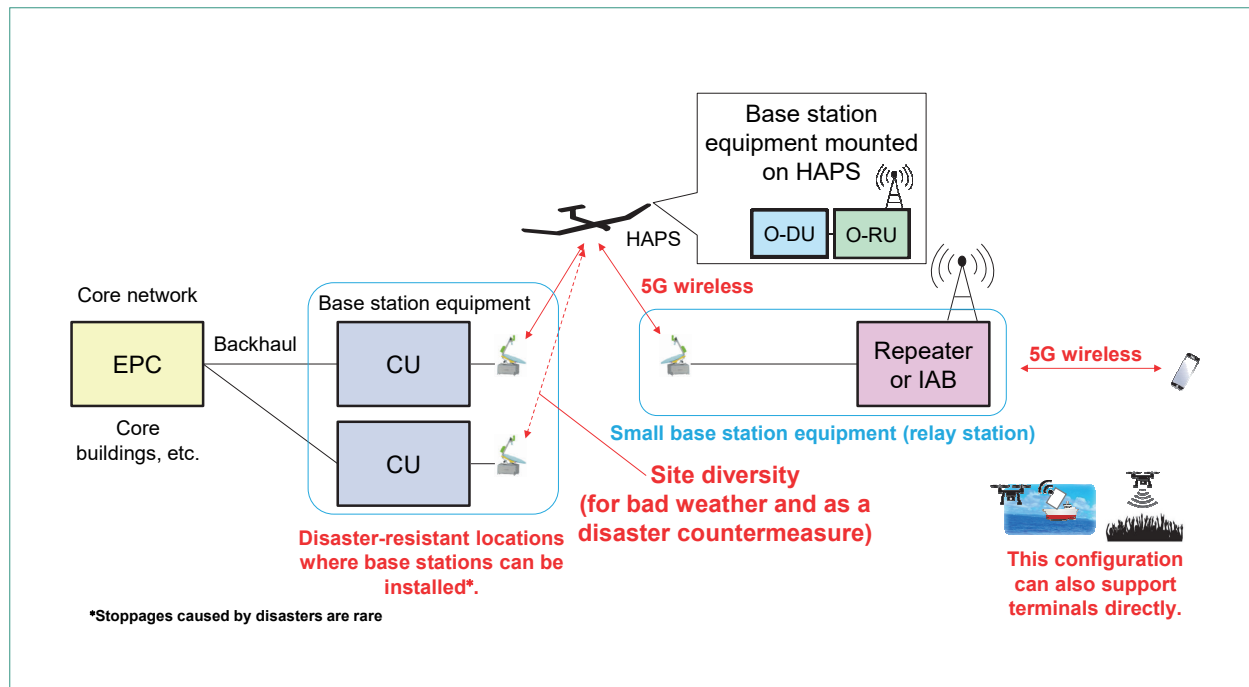 Base station
equipment mounted
on HAPS
O-DU
O-RU
HAPS
5G wireless
Core network
EPC
Core
buildings, etc.
Backhaul
Base station equipment
CU
CU
Repeater
or IAB
5G wireless
Small base station equipment (relay station)
Site diversity
(for bad weather and as a
disaster countermeasure)
Disaster-resistant locations
where base stations can be
installed*.
This configuration
can also support
terminals directly.
*Stoppages caused by disasters are rare